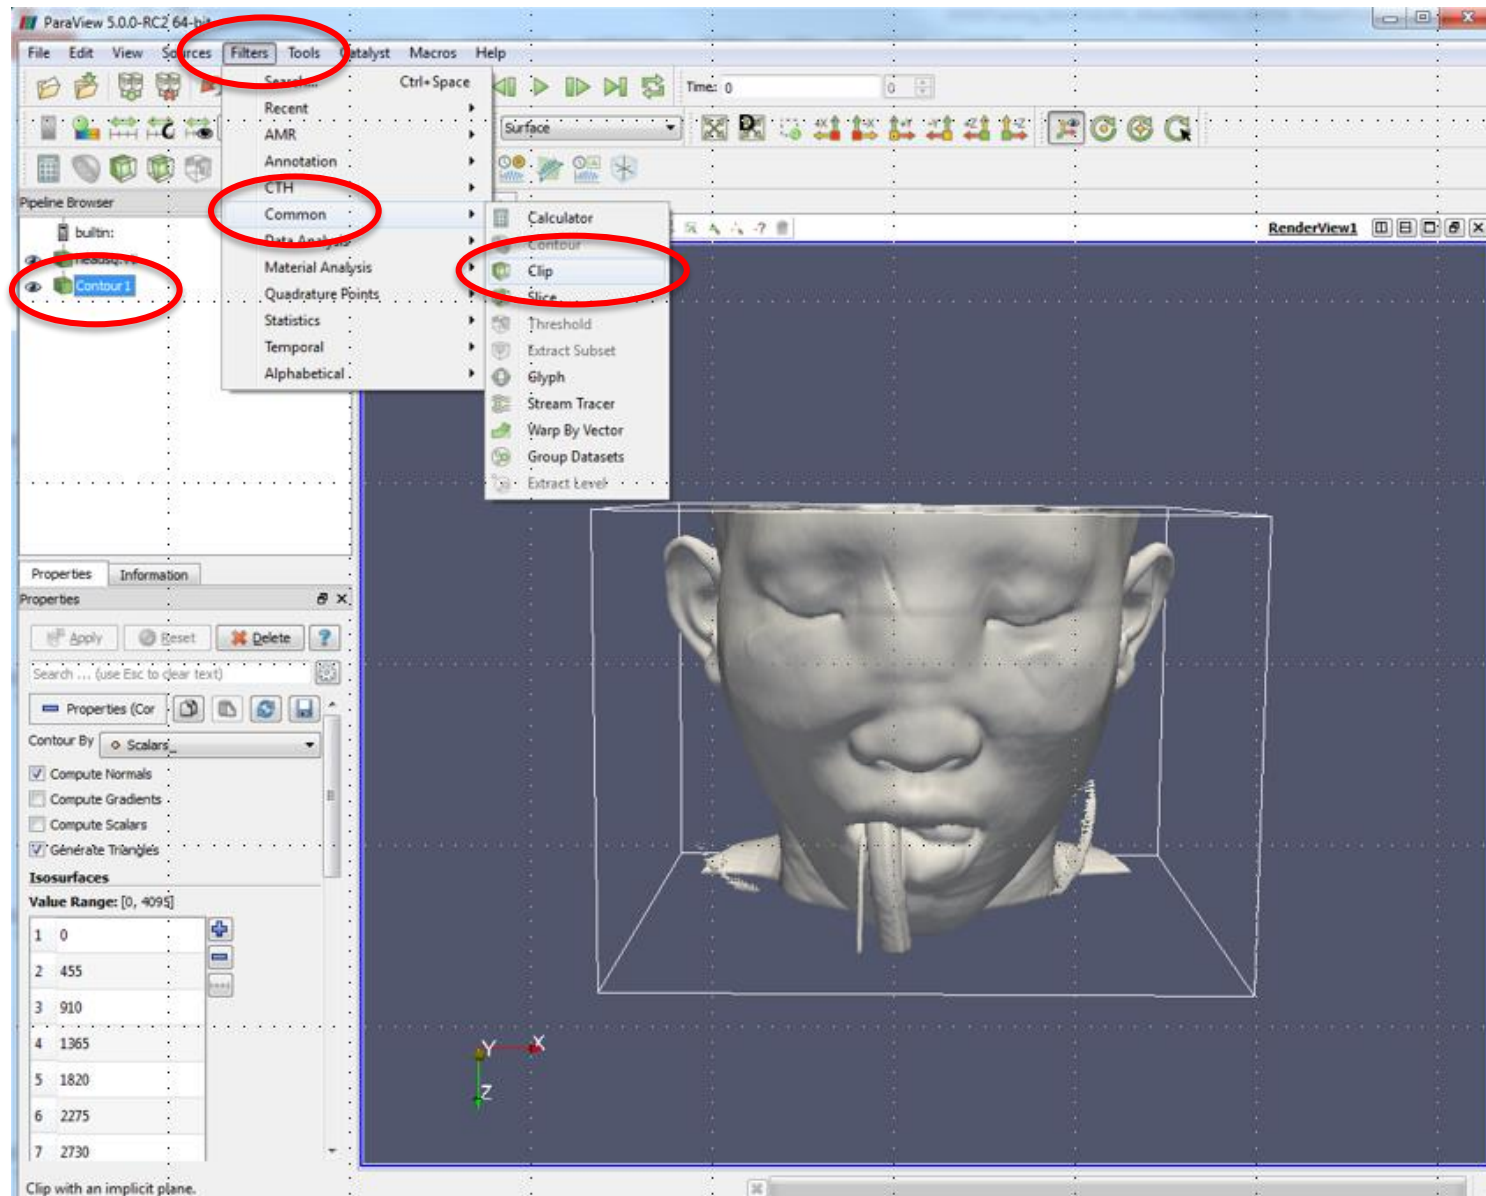 ParaView 5.0.0-RC2 64-bit
File Edit View Sources Filters Tools Catalyst Macros Help
Search... Ctrl+Space
Time: 0 0
Recent
Surface
AMR
Annotation
CTH
Pipeline Browser
Common
Calculator
RenderView1
builtin:
Data Analysis
Contour
Material Analysis
Clip
Contour1
Quadrature Points
Slice
Statistics
Threshold
Temporal
Extract Subset
Alphabetical
Glyph
Stream Tracer
Warp By Vector
Group Datasets
Extract Level
Properties Information
Properties
Apply Reset Delete ?
Search ... (use Esc to clear text)
Properties (Cor
Contour By Scalars_
Compute Normals
Compute Gradients
Compute Scalars
Generate Triangles
Isosurfaces
Value Range: [0, 4095]
1 0
2 455
3 910
4 1365
5 1820
6 2275
7 2730
Y X
Z
Clip with an implicit plane.